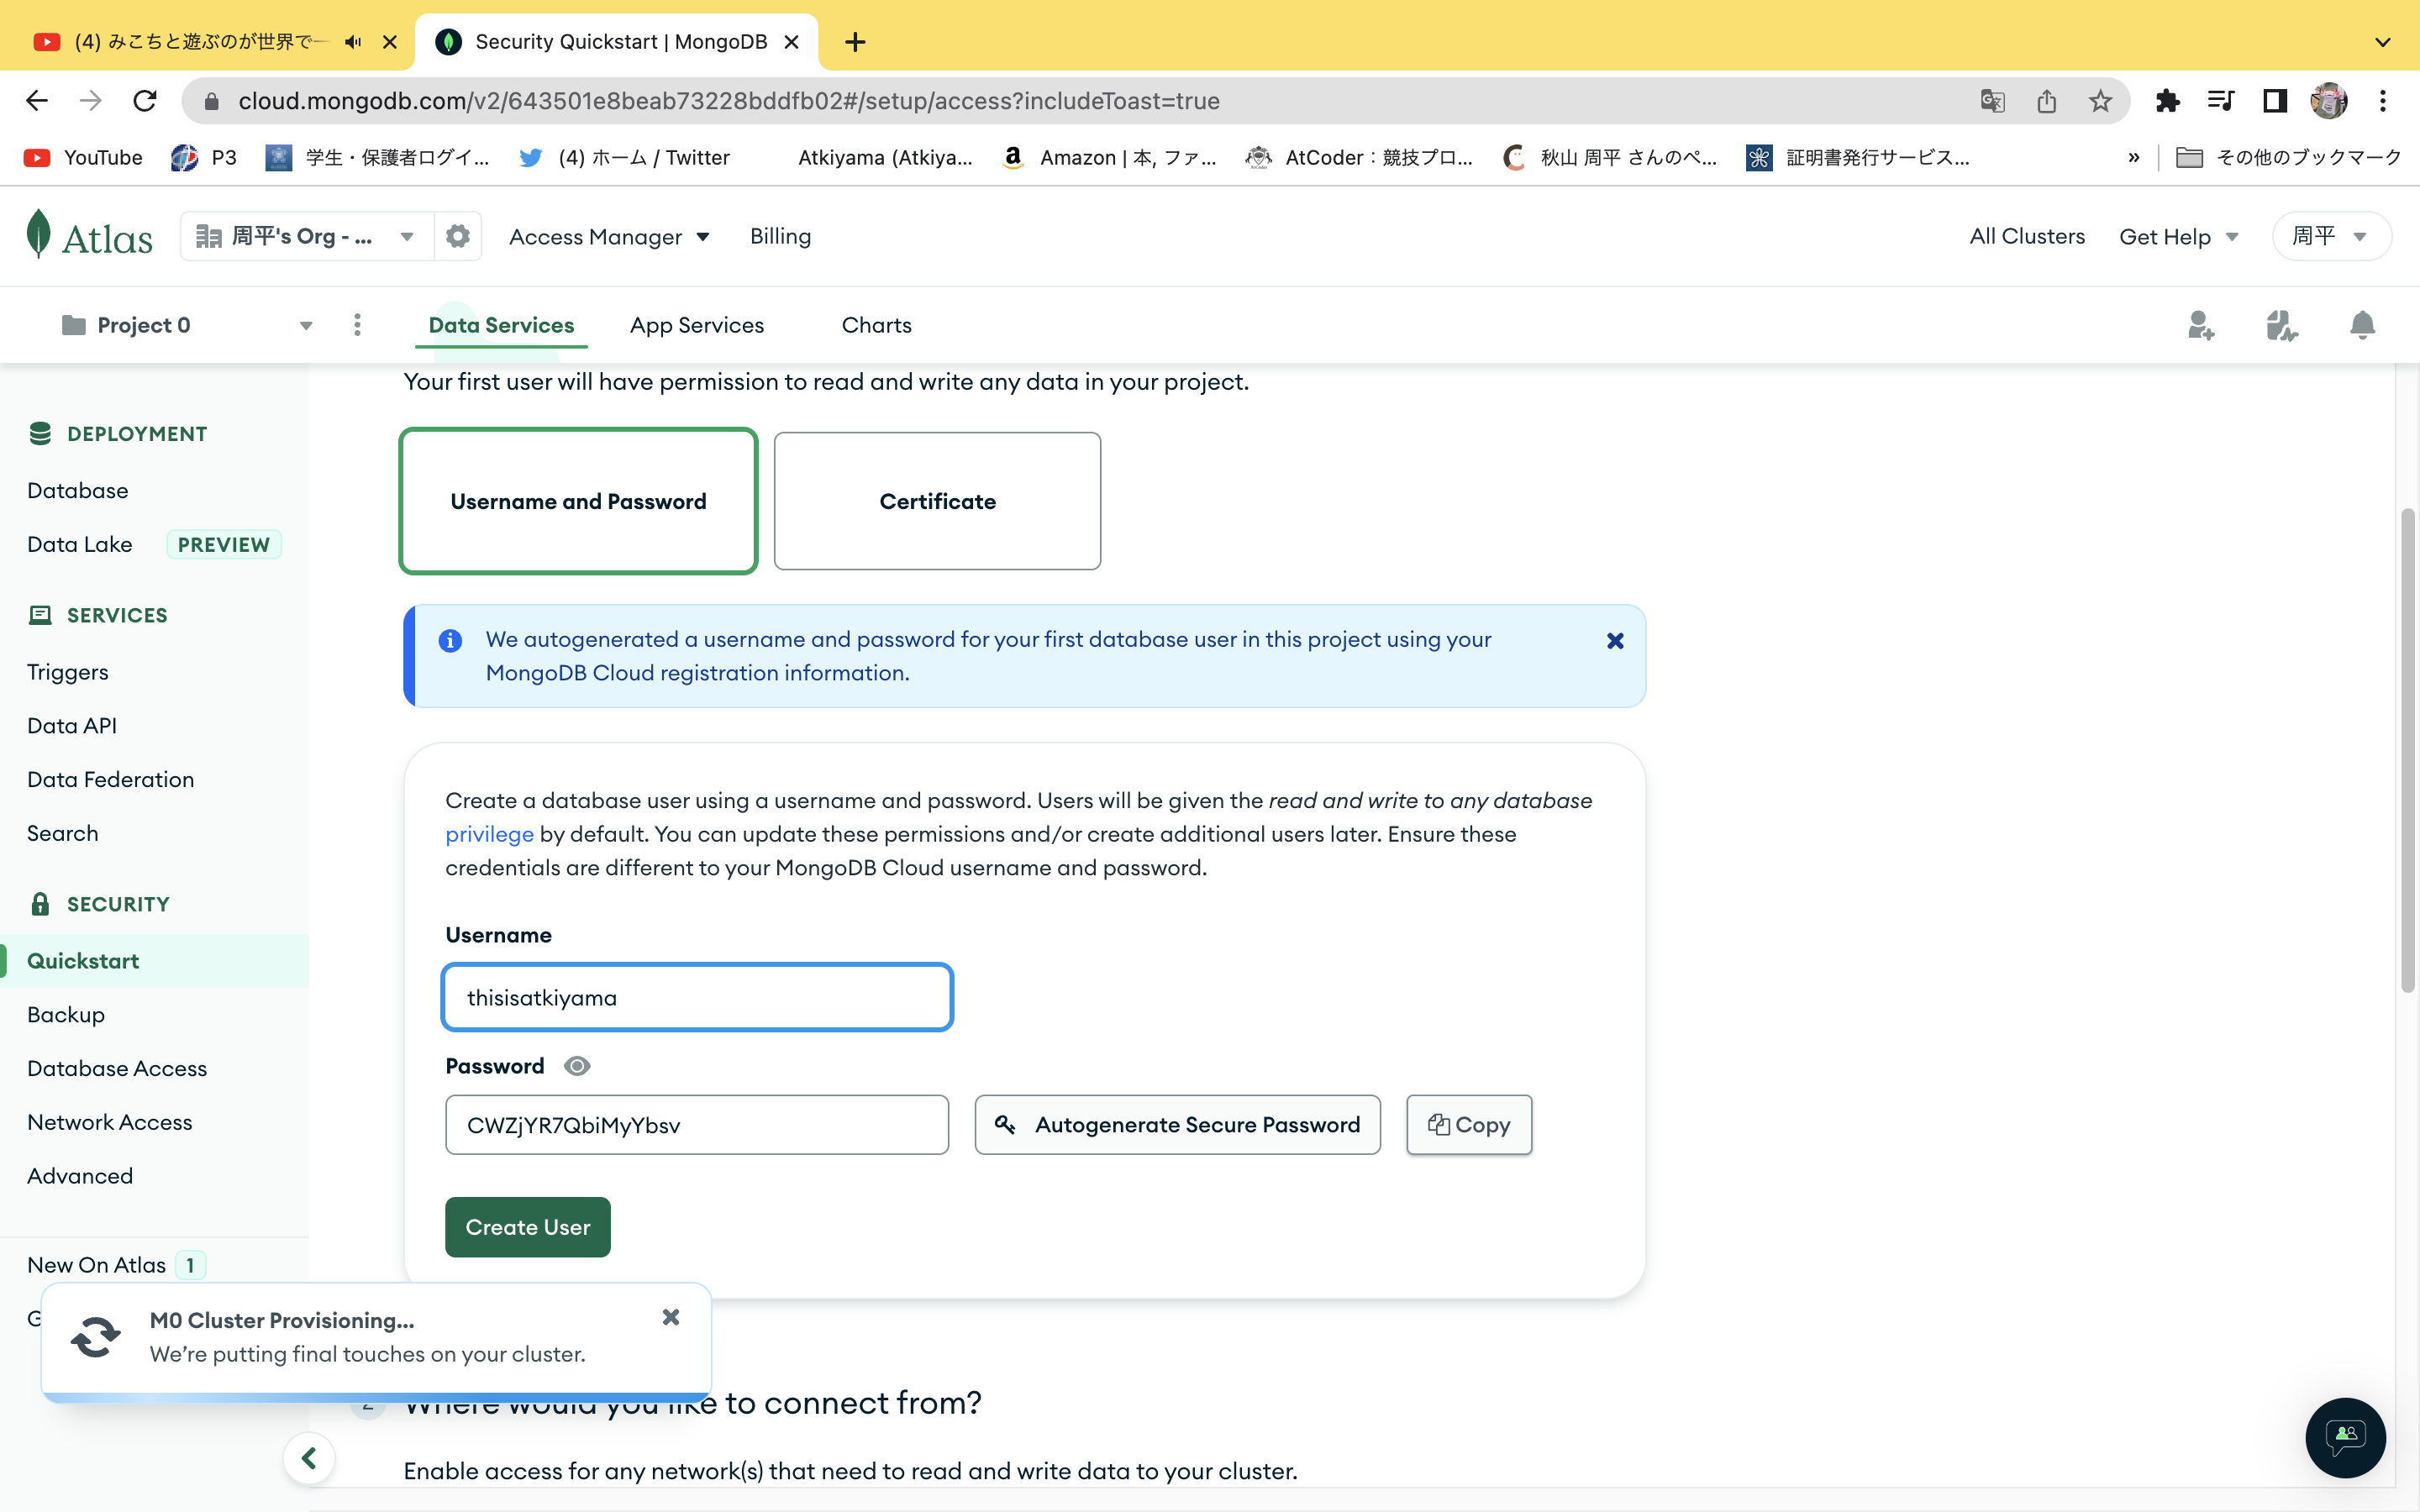 (4) みこちと遊ぶのが世界で一
Security Quickstart | MongoDB
cloud.mongodb.com/v2/643501e8beab73228bddfb02#/setup/access?includeToast=true
YouTube
P3
学生・保護者ログイ...
(4) ホーム / Twitter
Atkiyama (Atkiya...
Amazon | 本, ファ...
AtCoder：競技プロ...
秋山 周平 さんのペ...
証明書発行サービス...
»
その他のブックマーク
Atlas
周平's Org - ...
Access Manager
Billing
All Clusters
Get Help
周平
Project 0
Data Services
App Services
Charts
DEPLOYMENT
Database
Data Lake
PREVIEW
SERVICES
Triggers
Data API
Data Federation
Search
SECURITY
Quickstart
Backup
Database Access
Network Access
Advanced
New On Atlas 1
G
Your first user will have permission to read and write any data in your project.
Username and Password
Certificate
We autogenerated a username and password for your first database user in this project using your
MongoDB Cloud registration information.
Create a database user using a username and password. Users will be given the read and write to any database
privilege by default. You can update these permissions and/or create additional users later. Ensure these
credentials are different to your MongoDB Cloud username and password.
Username
thisisatkiyama
Password
CWZjYR7QbiMyYbsv
Autogenerate Secure Password
Copy
Create User
M0 Cluster Provisioning...
We’re putting final touches on your cluster.
2
Where would you like to connect from?
Enable access for any network(s) that need to read and write data to your cluster.